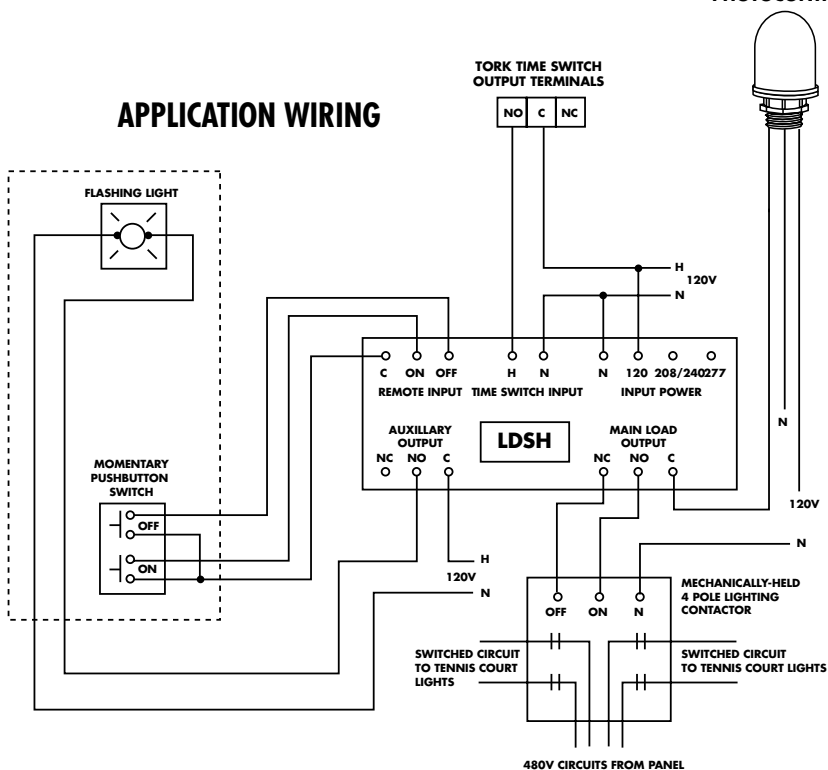 TORK TIME SWITCH
OUTPUT TERMINALS
NO C NC
APPLICATION WIRING
FLASHING LIGHT
H
120V
N
C ON OFF H N N 120 208/240 277
REMOTE INPUT TIME SWITCH INPUT INPUT POWER
AUXILLARY
OUTPUT
NC NO C
LDSH
MAIN LOAD
OUTPUT
NC NO C
N
120V
N
MOMENTARY
PUSHBUTTON
SWITCH
OFF
ON
H
120V
N
OFF ON N
MECHANICALLY-HELD
4 POLE LIGHTING
CONTACTOR
SWITCHED CIRCUIT
TO TENNIS COURT
LIGHTS
SWITCHED CIRCUIT
TO TENNIS COURT LIGHTS
480V CIRCUITS FROM PANEL